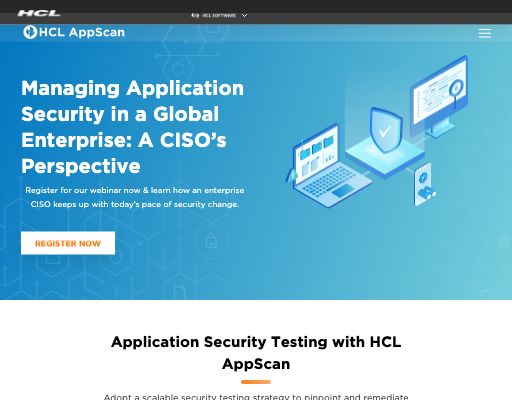 HCL
HCL SOFTWARE
HCL AppScan
Managing Application
Security in a Global
Enterprise: A CISO's
Perspective
Register for our webinar now & learn how an enterprise
CISO keeps up with today's pace of security change.
REGISTER NOW
Application Security Testing with HCL
AppScan
Adopt a scalable security testing strategy to pinpoint and remediate